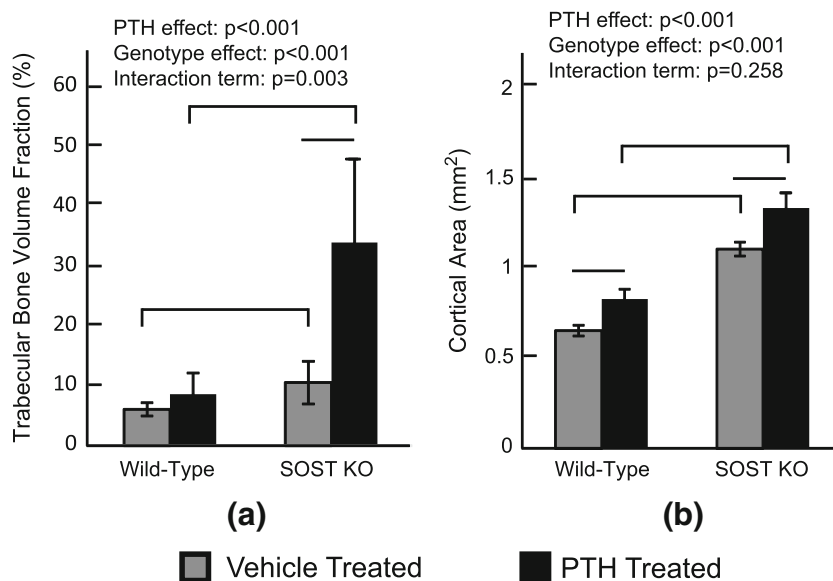 PTH effect: p<0.001
Genotype effect: p<0.001
Interaction term: p=0.003
Trabecular Bone Volume Fraction (%)
60
50
40
30
20
10
0
Wild-Type SOST KO
(a)
PTH effect: p<0.001
Genotype effect: p<0.001
Interaction term: p=0.258
Cortical Area (mm²)
2
1.5
1
0.5
0
Wild-Type SOST KO
(b)
Vehicle Treated PTH Treated